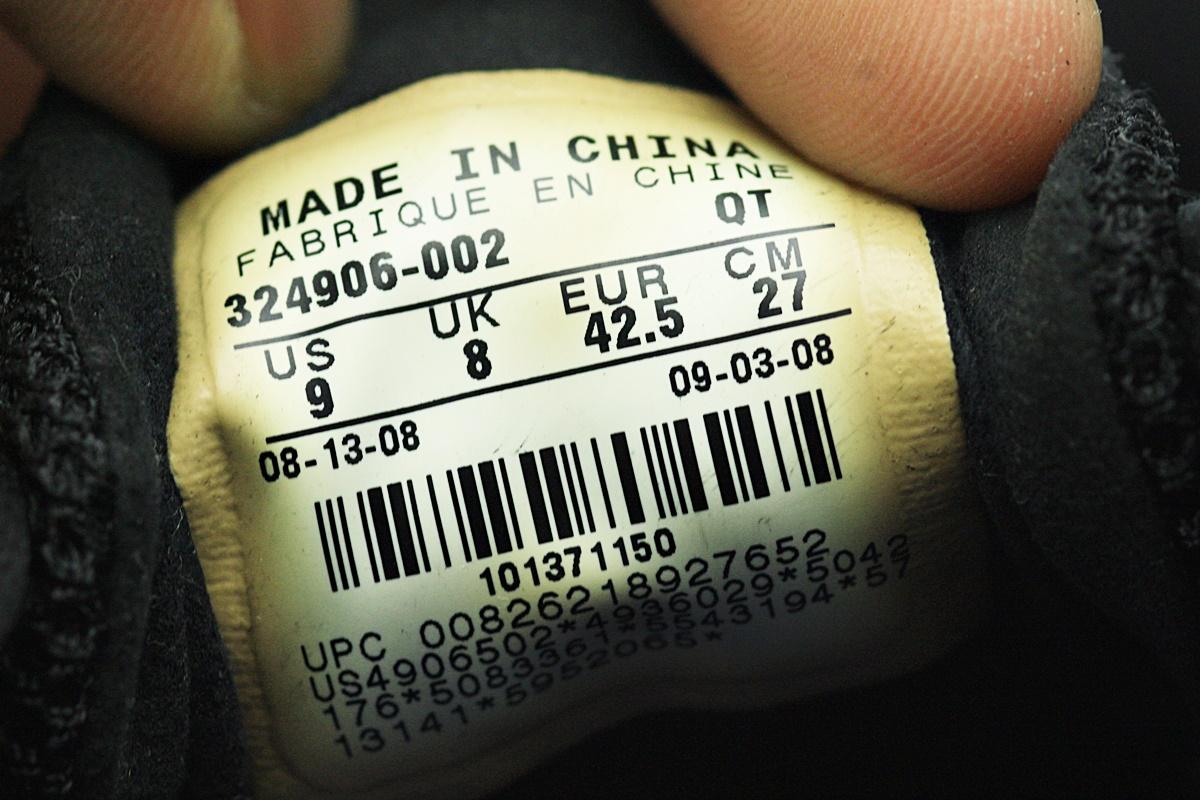 MADE IN CHINA
FABRIQUE EN CHINE
324906-002 QT
US UK EUR CM
9 8 42.5 27
08-13-08 09-03-08
101371150
UPC 00826218927652
US4906502*4936029*5042
176*5083361*5543194*57
13141*5952065*